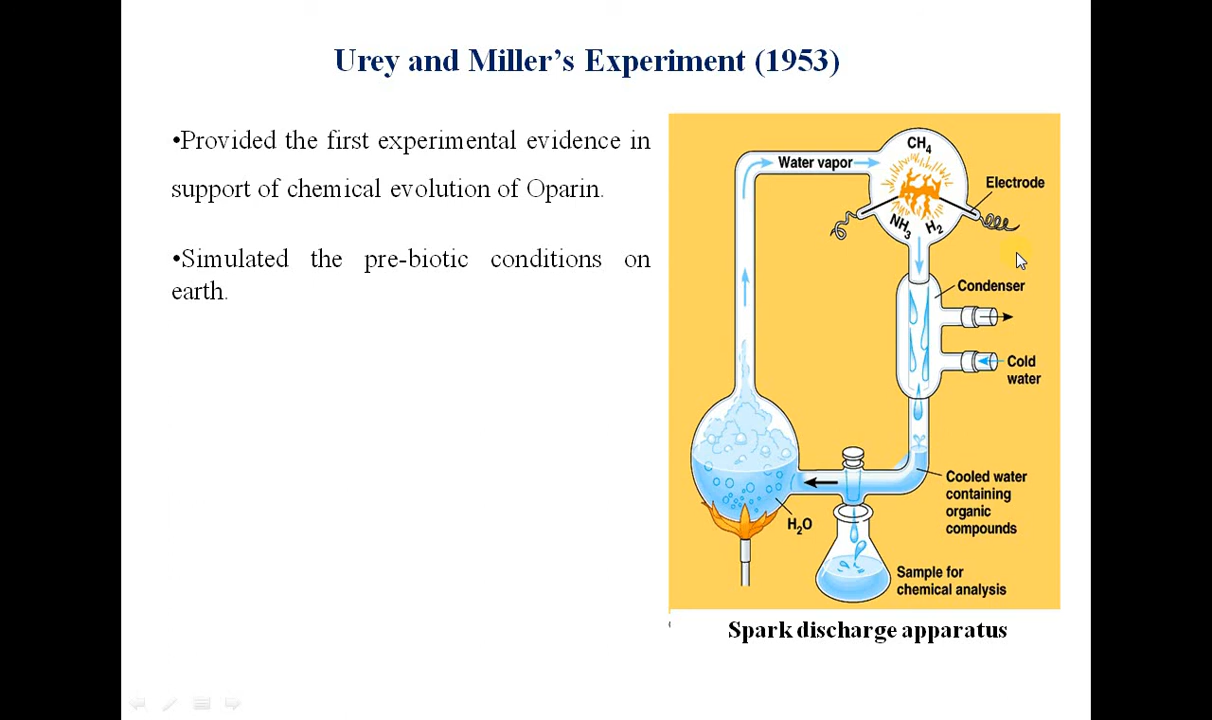 Urey and Miller’s Experiment (1953)
•Provided the first experimental evidence in
support of chemical evolution of Oparin.
•Simulated the pre-biotic conditions on
earth.
CH4
Water vapor
Electrode
NH3
H2
Condenser
Cold
water
Cooled water
containing
organic
compounds
H2O
Sample for
chemical analysis
Spark discharge apparatus